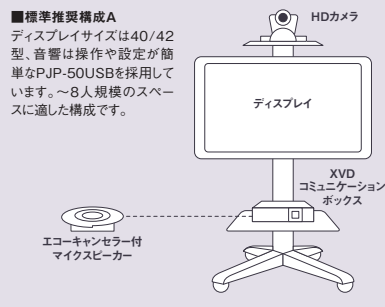 ■標準推奨構成A
ディスプレイサイズは40/42
型、音響は操作や設定が簡
単なPJP-50USBを採用して
います。～8人規模のスペー
スに適した構成です。
HDカメラ
ディスプレイ
XVD
コミュニケーション
ボックス
エコーキャンセラー付
マイクスピーカー